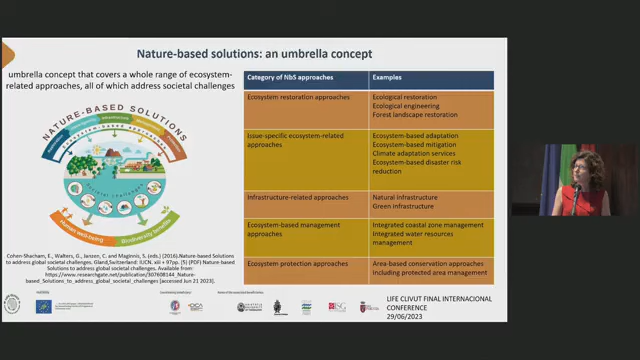 Nature-based solutions: an umbrella concept
umbrella concept that covers a whole range of ecosystem-
related approaches, all of which address societal challenges
NATURE-BASED SOLUTIONS
Ecosystem-based approaches
Societal challenges
Human well-being
Biodiversity benefits
Cohen-Shacham, E., Walters, G., Janzen, C. and Maginnis, S. (eds.) (2016).Nature-based Solutions
to address global societal challenges. Gland,Switzerland: IUCN. xiii + 97pp. [5] (PDF) Nature-based
Solutions to address global societal challenges. Available from:
https://www.researchgate.net/publication/307608144_Nature-
based_Solutions_to_address_global_societal_challenges [accessed Jun 21 2023].
Category of NbS approaches
Examples
Ecosystem restoration approaches
Ecological restoration
Ecological engineering
Forest landscape restoration
Issue-specific ecosystem-related
approaches
Ecosystem-based adaptation
Ecosystem-based mitigation
Climate adaptation services
Ecosystem-based disaster risk
reduction
Infrastructure-related approaches
Natural infrastructure
Green infrastructure
Ecosystem-based management
approaches
Integrated coastal zone management
Integrated water resources
management
Ecosystem protection approaches
Area-based conservation approaches
Including protected area management
LIFE CLIVUT FINAL INTERNACIONAL
CONFERENCE
29/06/2023